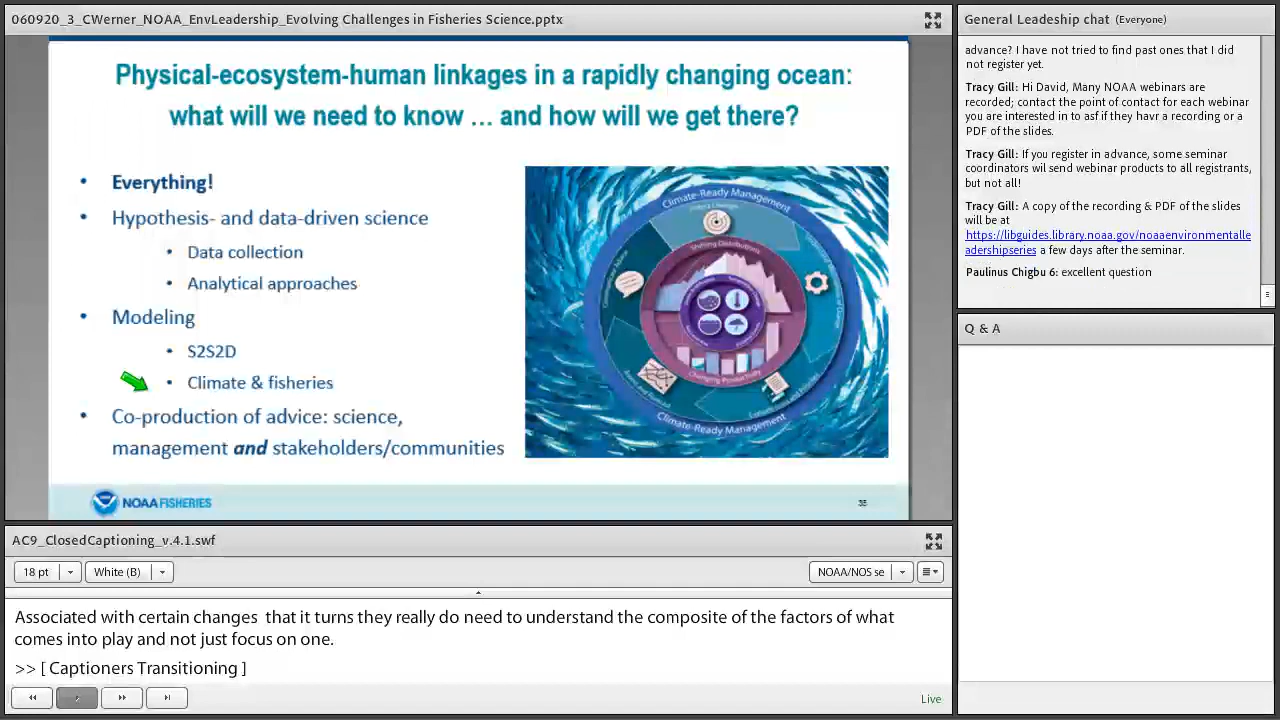 060920_3_CWerner_NOAA_EnvLeadership_Evolving Challenges in Fisheries Science.pptx
Physical-ecosystem-human linkages in a rapidly changing ocean:
what will we need to know … and how will we get there?
• Everything!
• Hypothesis- and data-driven science
• Data collection
• Analytical approaches
• Modeling
• S2S2D
• Climate & fisheries
• Co-production of advice: science,
management and stakeholders/communities
Climate-Ready Management
Shifting Distributions
Changing Productivity
Climate-Ready Management
NOAA FISHERIES
35
General Leadeship chat (Everyone)
advance? I have not tried to find past ones that I did
not register yet.
Tracy Gill: Hi David, Many NOAA webinars are
recorded; contact the point of contact for each webinar
you are interested in to asf if they havr a recording or a
PDF of the slides.
Tracy Gill: If you register in advance, some seminar
coordinators wil send webinar products to all registrants,
but not all!
Tracy Gill: A copy of the recording & PDF of the slides
will be at
https://libguides.library.noaa.gov/noaaenvironmentalle
adershipseries a few days after the seminar.
Paulinus Chigbu 6: excellent question
Q & A
AC9_ClosedCaptioning_v.4.1.swf
18 pt
White (B)
NOAA/NOS se
Associated with certain changes that it turns they really do need to understand the composite of the factors of what
comes into play and not just focus on one.
>> [ Captioners Transitioning ]
Live